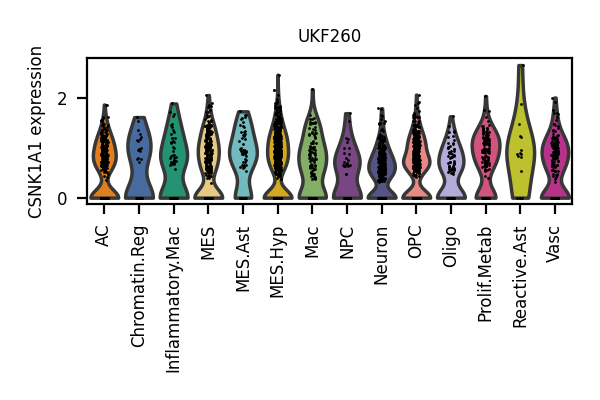 UKF260
CSNK1A1 expression
2
0
AC
Chromatin.Reg
Inflammatory.Mac
MES
MES.Ast
MES.Hyp
Mac
NPC
Neuron
OPC
Oligo
Prolif.Metab
Reactive.Ast
Vasc